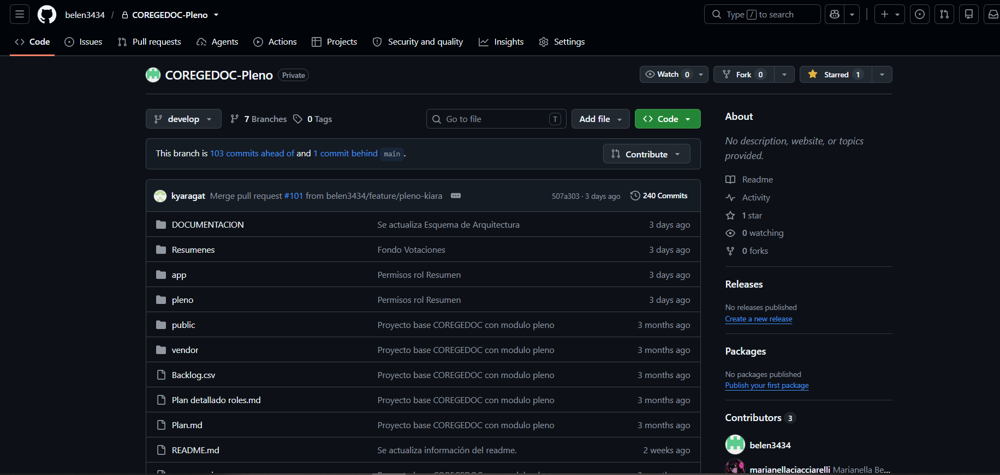 belen3434 / COREGEDOC-Pleno
Type / to search
Code Issues Pull requests Agents Actions Projects Security and quality Insights Settings
COREGEDOC-Pleno Private
Watch 0 Fork 0 Starred 1
develop 7 Branches 0 Tags
Go to file T Add file Code
This branch is 103 commits ahead of and 1 commit behind main .
Contribute
kyaragat Merge pull request #101 from belen3434/feature/pleno-kiara 507a303 · 3 days ago 240 Commits
DOCUMENTACION Se actualiza Esquema de Arquitectura 3 days ago
Resumenes Fondo Votaciones 3 days ago
app Permisos rol Resumen 3 days ago
pleno Permisos rol Resumen 3 days ago
public Proyecto base COREGEDOC con modulo pleno 3 months ago
vendor Proyecto base COREGEDOC con modulo pleno 3 months ago
Backlog.csv Proyecto base COREGEDOC con modulo pleno 3 months ago
Plan detallado roles.md Proyecto base COREGEDOC con modulo pleno 3 months ago
Plan.md Proyecto base COREGEDOC con modulo pleno 3 months ago
README.md Se actualiza información del readme. 2 weeks ago
About
No description, website, or topics
provided.
Readme
Activity
1 star
0 watching
0 forks
Releases
No releases published
Create a new release
Packages
No packages published
Publish your first package
Contributors 3
belen3434
marianellaciacciarelli Marianella Be...